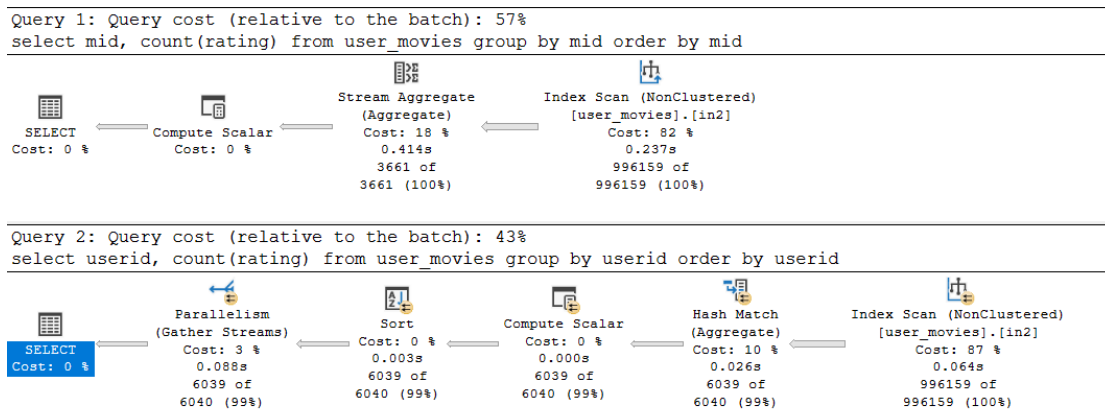 Query 1: Query cost (relative to the batch): 57%
select mid, count(rating) from user_movies group by mid order by mid
SELECT
Cost: 0 %
Compute Scalar
Cost: 0 %
Stream Aggregate
(Aggregate)
Cost: 18 %
0.414s
3661 of
3661 (100%)
Index Scan (NonClustered)
[user_movies].[in2]
Cost: 82 %
0.237s
996159 of
996159 (100%)
Query 2: Query cost (relative to the batch): 43%
select userid, count(rating) from user_movies group by userid order by userid
SELECT
Cost: 0 %
Parallelism
(Gather Streams)
Cost: 3 %
0.088s
6039 of
6040 (99%)
Sort
Cost: 0 %
0.003s
6039 of
6040 (99%)
Compute Scalar
Cost: 0 %
0.000s
6039 of
6040 (99%)
Hash Match
(Aggregate)
Cost: 10 %
0.026s
6039 of
6040 (99%)
Index Scan (NonClustered)
[user_movies].[in2]
Cost: 87 %
0.064s
996159 of
996159 (100%)